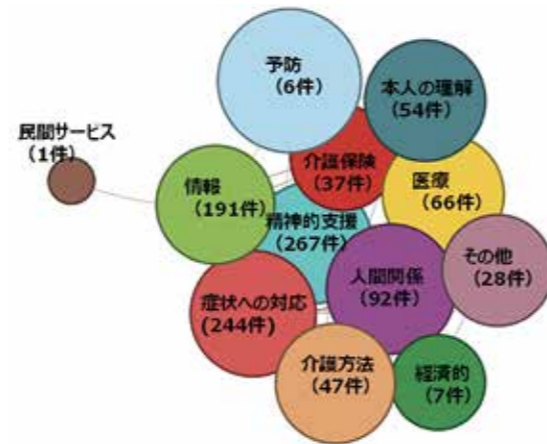 予防
(6件)
本人の理解
(54件)
民間サービス
(1件)
介護保険
(37件)
情報
(191件)
医療
(66件)
精神的支援
(267件)
その他
(28件)
人間関係
(92件)
症状への対応
(244件)
介護方法
(47件)
経済的
(7件)